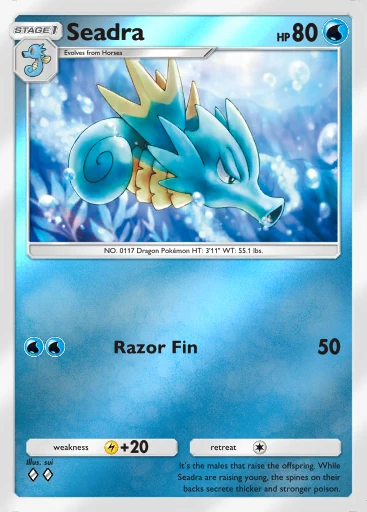 STAGE 1
Seadra
HP 80
Evolves from Horsea
NO. 0117 Dragon Pokémon HT: 3'11" WT: 55.1 lbs.
Razor Fin 50
weakness +20 retreat
Illus. sui
It's the males that raise the offspring. While
Seadra are raising young, the spines on their
backs secrete thicker and stronger poison.